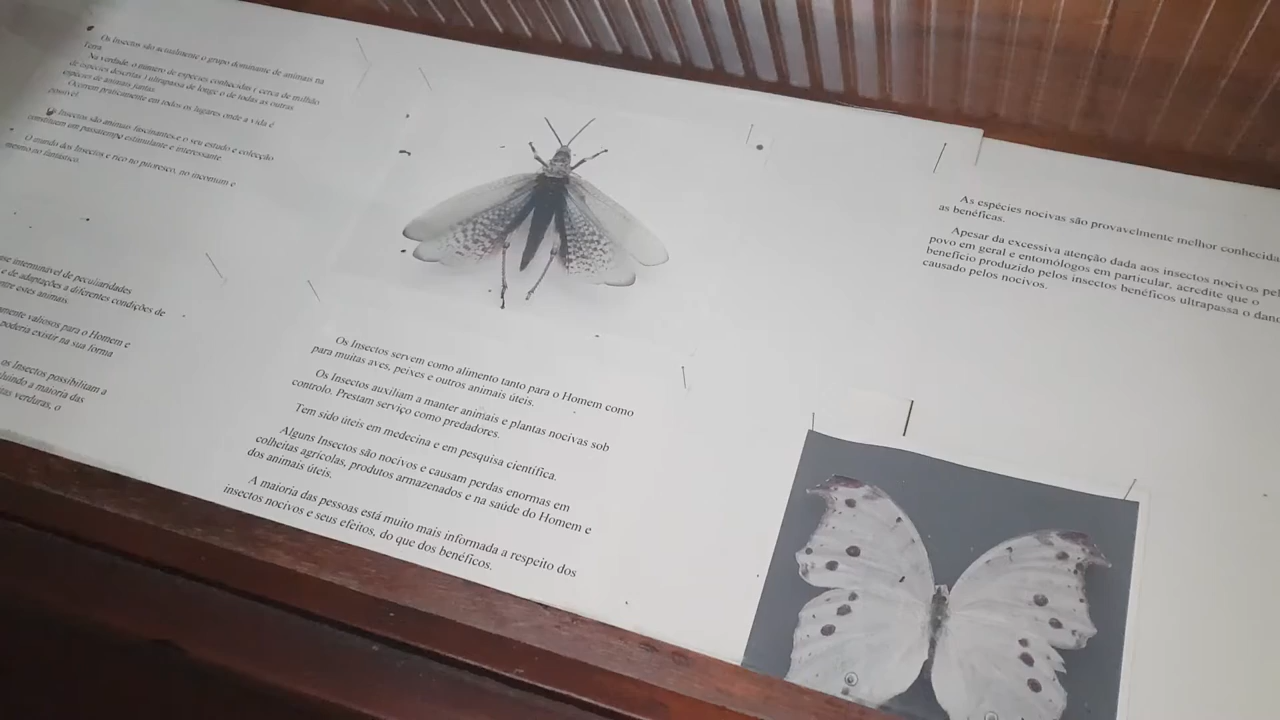 Os Insectos são actualmente o grupo dominante de animais na
Terra.
Na verdade, o número de espécies conhecidas ( cerca de milhão
de espécies descritas ) ultrapassa de longe o de todas as outras
espécies de animais juntas.
Ocorrem praticamente em todos os lugares onde a vida é
possível.
Os Insectos são animais fascinantes e o seu estudo e colecção
constituem um passatempo estimulante e interessante.
O mundo dos Insectos e rico no pitoresco, no incomum e
mesmo no fantástico.
interminável de peculiaridades
e de adaptações a diferentes condições de
entre estes animais.
valiosos para o Homem e
poderia existir na sua forma
os Insectos possibilitam a
a maioria das
verduras, o
Os Insectos servem como alimento tanto para o Homem como
para muitas aves, peixes e outros animais úteis.
Os Insectos auxiliam a manter animais e plantas nocivas sob
controlo. Prestam serviço como predadores.
Tem sido úteis em medecina e em pesquisa científica.
Alguns Insectos são nocivos e causam perdas enormes em
colheitas agrícolas, produtos armazenados e na saúde do Homem e
dos animais úteis.
A maioria das pessoas está muito mais informada a respeito dos
insectos nocivos e seus efeitos, do que dos benéficos.
As espécies nocivas são provavelmente melhor conhecida
as benéficas.
Apesar da excessiva atenção dada aos insectos nocivos pel
povo em geral e entomólogos em particular, acredite que o
benefício produzido pelos insectos benéficos ultrapassa o dano
causado pelos nocivos.